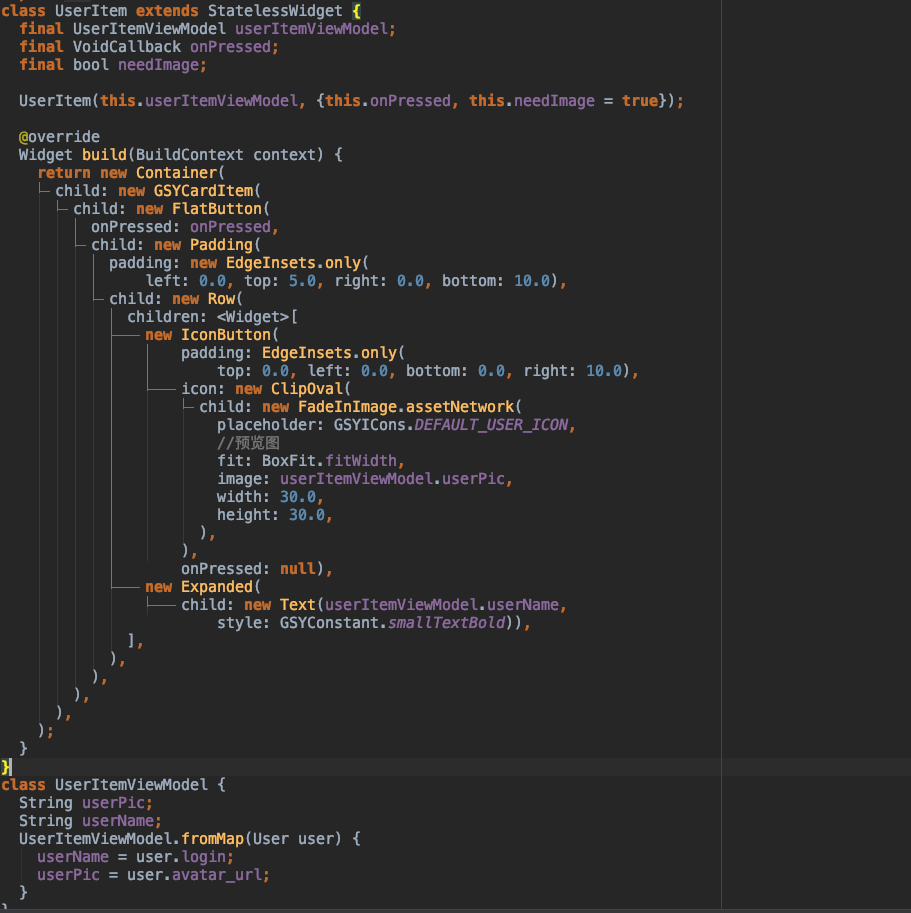 class UserItem extends StatelessWidget {
  final UserItemViewModel userItemViewModel;
  final VoidCallback onPressed;
  final bool needImage;

  UserItem(this.userItemViewModel, {this.onPressed, this.needImage = true});

  @override
  Widget build(BuildContext context) {
    return new Container(
      child: new GSYCardItem(
        child: new FlatButton(
          onPressed: onPressed,
          child: new Padding(
            padding: new EdgeInsets.only(
                left: 0.0, top: 5.0, right: 0.0, bottom: 10.0),
            child: new Row(
              children: <Widget>[
                new IconButton(
                    padding: EdgeInsets.only(
                        top: 0.0, left: 0.0, bottom: 0.0, right: 10.0),
                    icon: new ClipOval(
                      child: new FadeInImage.assetNetwork(
                        placeholder: GSYICons.DEFAULT_USER_ICON,
                        //预览图
                        fit: BoxFit.fitWidth,
                        image: userItemViewModel.userPic,
                        width: 30.0,
                        height: 30.0,
                      ),
                    ),
                    onPressed: null),
                new Expanded(
                    child: new Text(userItemViewModel.userName,
                        style: GSYConstant.smallTextBold)),
              ],
            ),
          ),
        ),
      ),
    );
  }
}
class UserItemViewModel {
  String userPic;
  String userName;
  UserItemViewModel.fromMap(User user) {
    userName = user.login;
    userPic = user.avatar_url;
  }
}